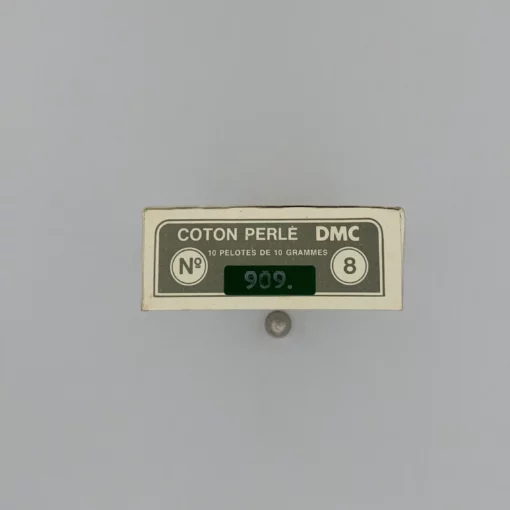 COTON PERLÉ DMC
10 PELOTES DE 10 GRAMMES
Nº 8
909.